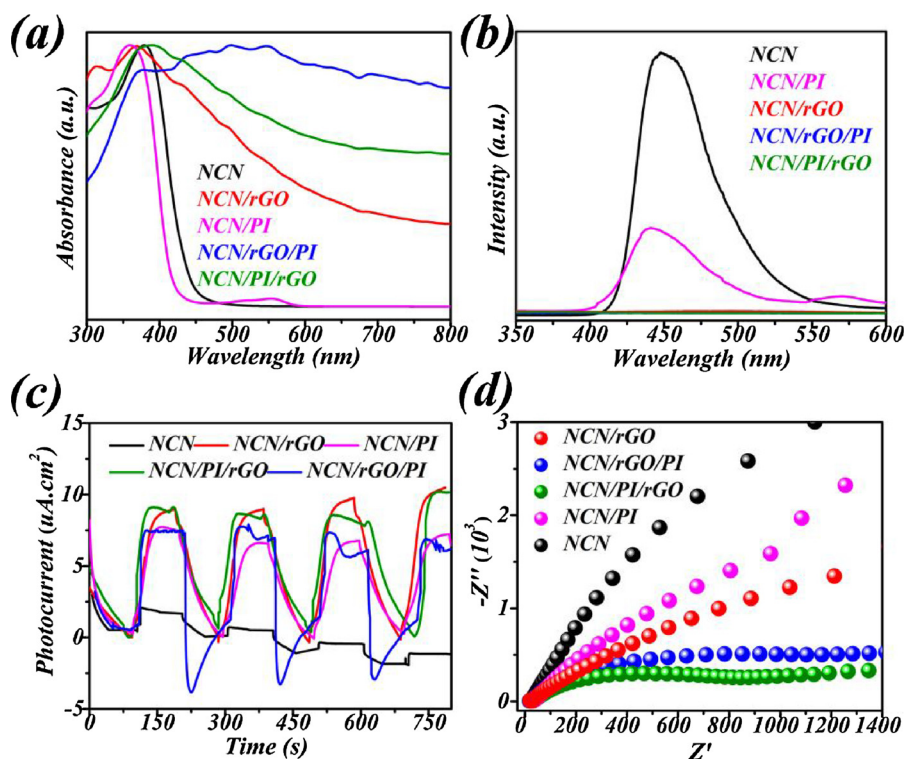 (a)
Absorbance (a.u.)
NCN
NCN/rGO
NCN/PI
NCN/rGO/PI
NCN/PI/rGO
300 400 500 600 700 800
Wavelength (nm)
(b)
Intensity (a.u.)
NCN
NCN/PI
NCN/rGO
NCN/rGO/PI
NCN/PI/rGO
350 400 450 500 550 600
Wavelength (nm)
(c)
Photocurrent (uA.cm²)
15
10
5
0
-5
NCN NCN/rGO NCN/PI
NCN/PI/rGO NCN/rGO/PI
0 150 300 450 600 750
Time (s)
(d)
-Z'' (10³)
3
2
1
0
NCN/rGO
NCN/rGO/PI
NCN/PI/rGO
NCN/PI
NCN
0 200 400 600 800 1000 1200 1400
Z'